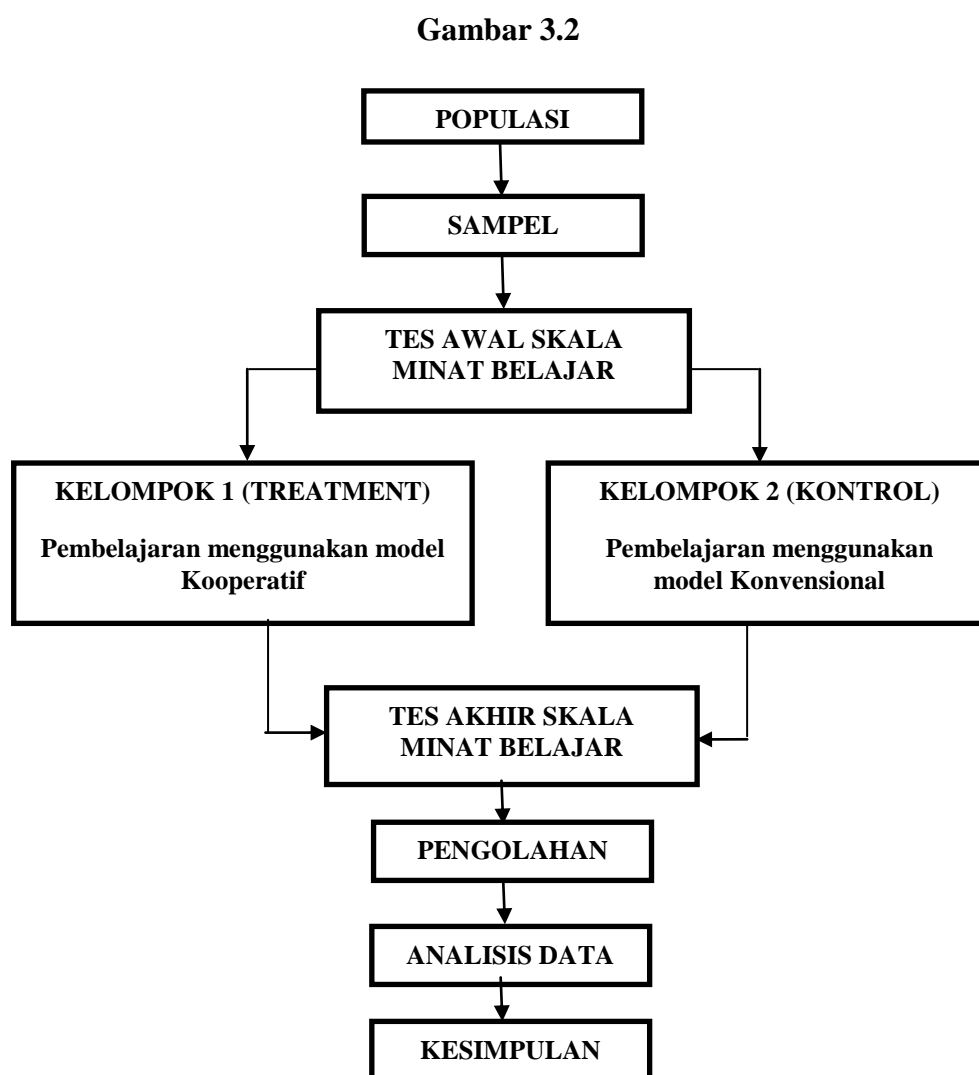 Gambar 3.2
POPULASI
SAMPEL
TES AWAL SKALA
MINAT BELAJAR
KELOMPOK 1 (TREATMENT)
Pembelajaran menggunakan model
Kooperatif
KELOMPOK 2 (KONTROL)
Pembelajaran menggunakan
model Konvensional
TES AKHIR SKALA
MINAT BELAJAR
PENGOLAHAN
ANALISIS DATA
KESIMPULAN